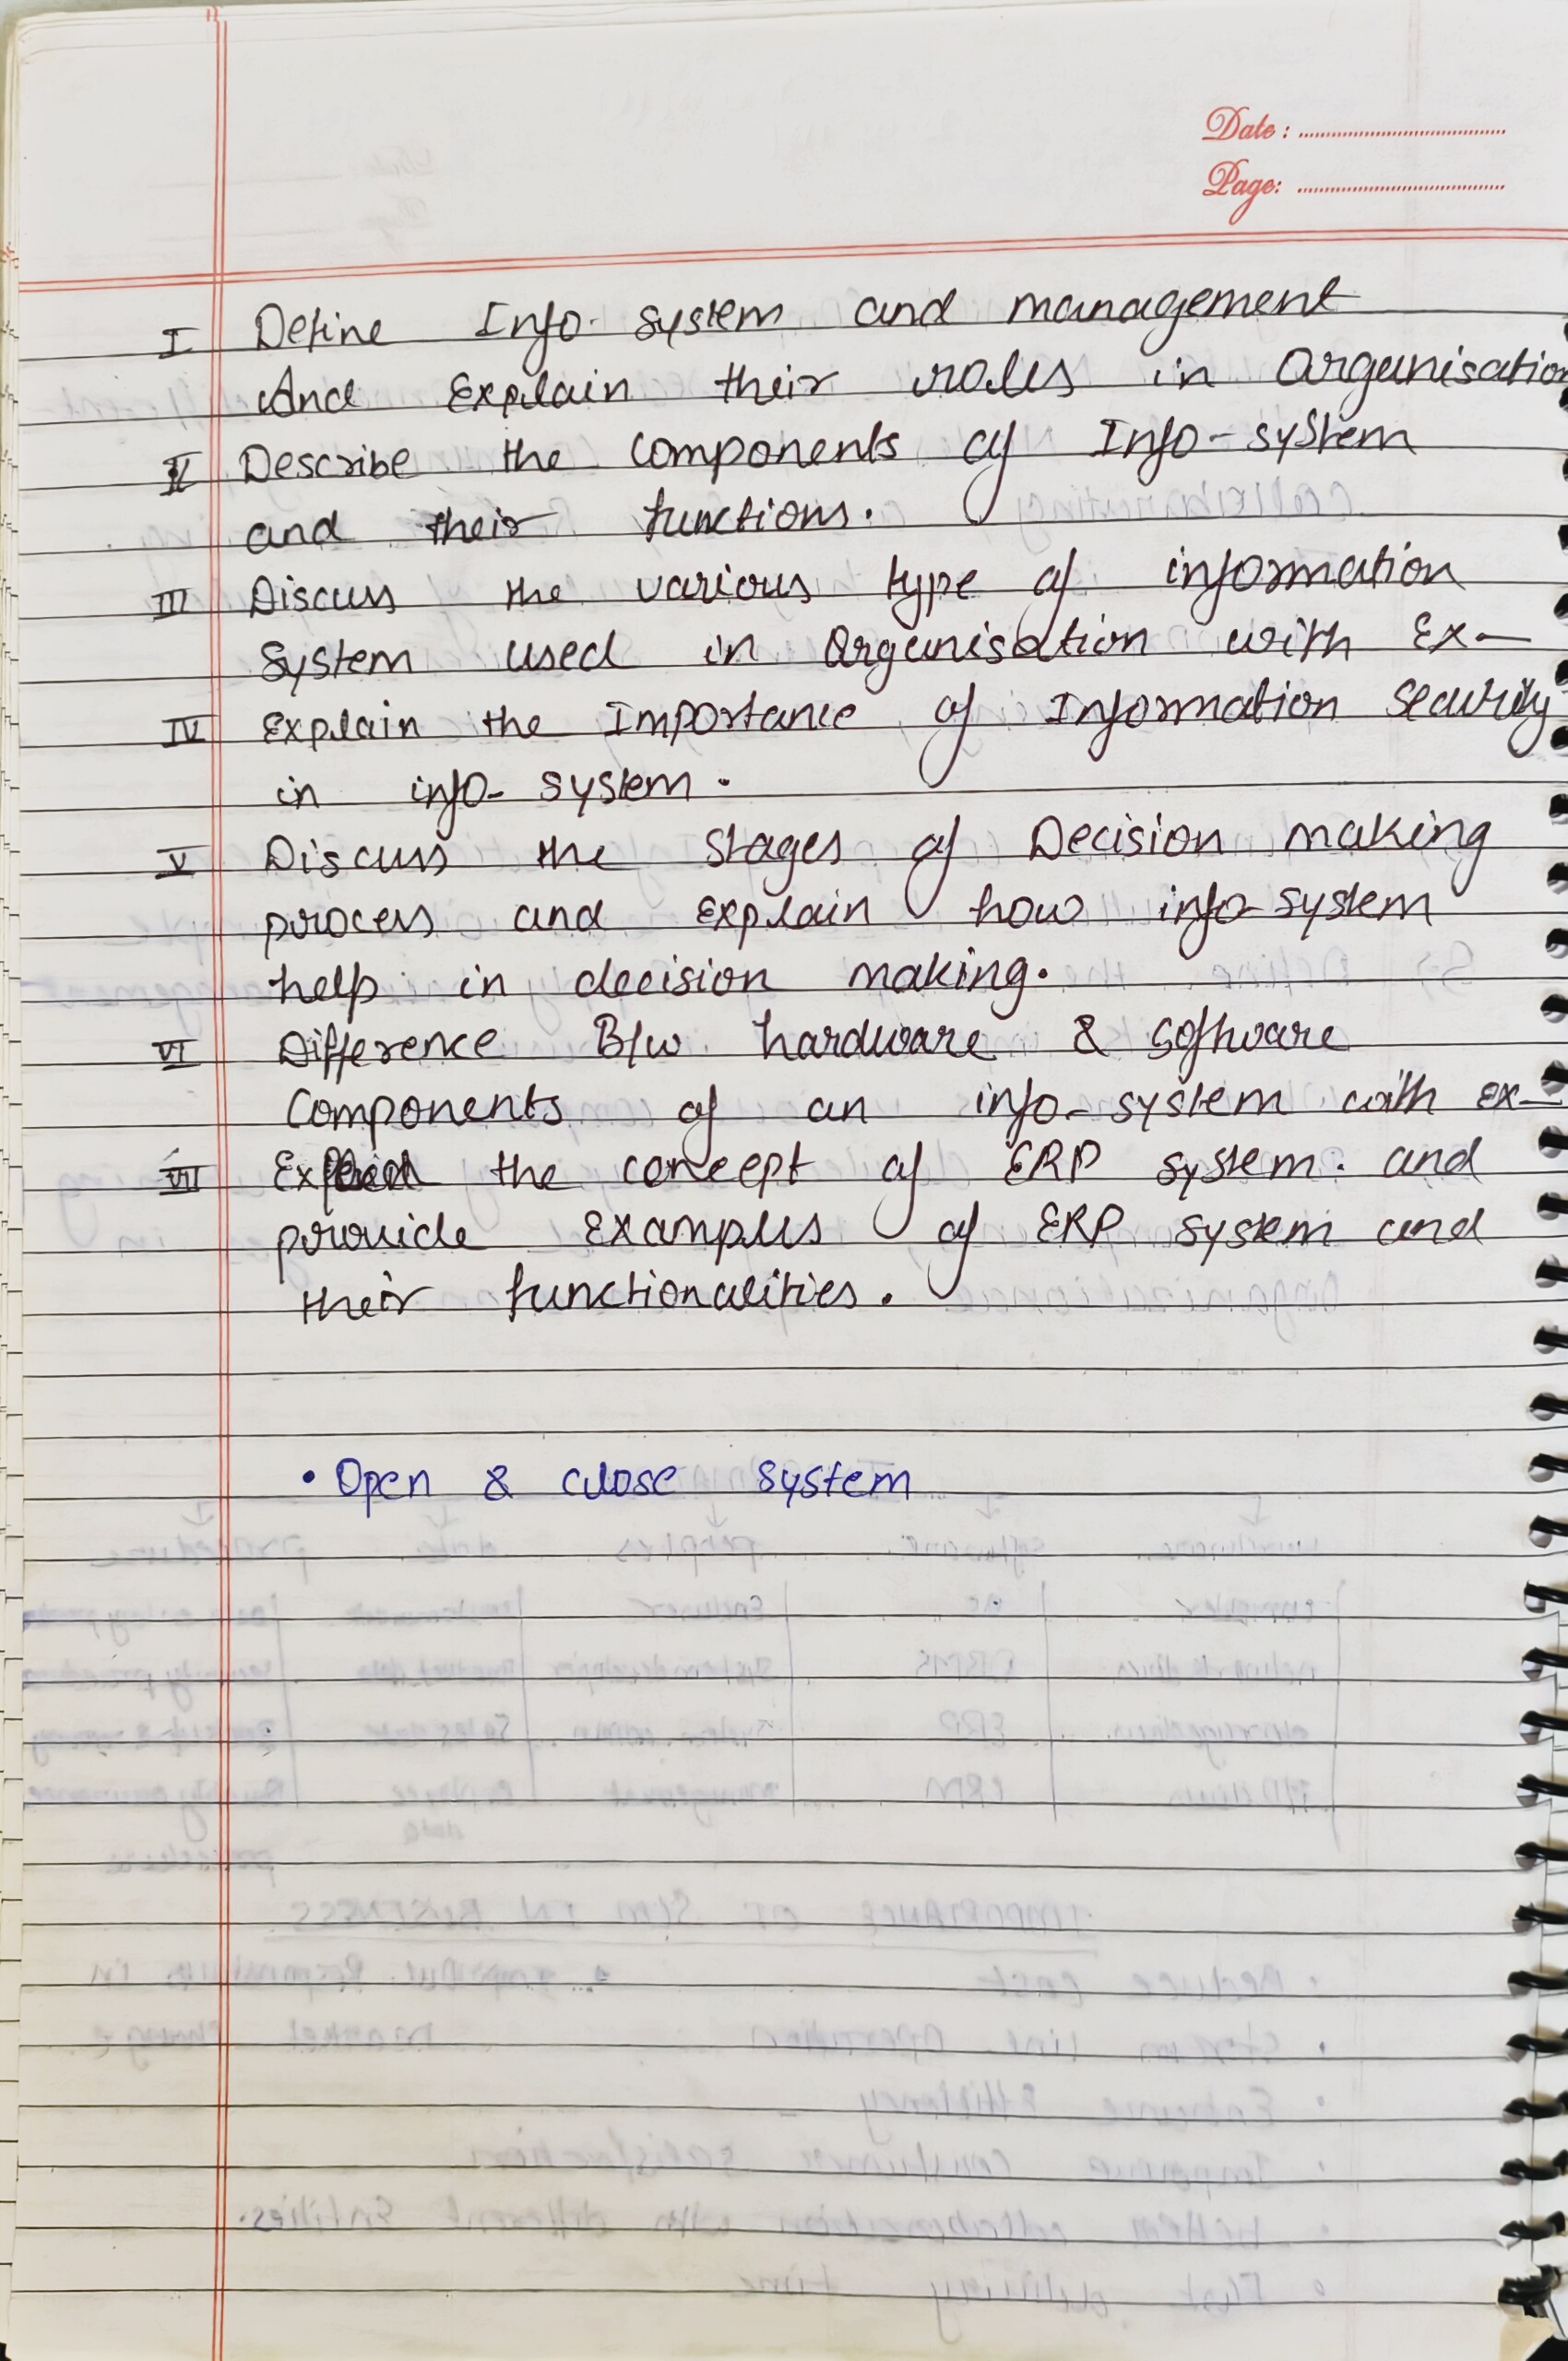 Date :
Page:
I Define Info. system and management
And Explain their roles in Organisation
II Describe the components of Info-system
and their functions.
III Discuss the various type of information
system used in Organisation with Ex-
IV Explain the Importance of Information Security
in info- system.
V Discuss the stages of Decision making
process and explain how info-system
help in decision making.
VI Difference B/w hardware & software
Components of an info-system with ex-
VII Explain the concept of ERP system. and
provide Examples of ERP system and
their functionalities.
• Open & close system